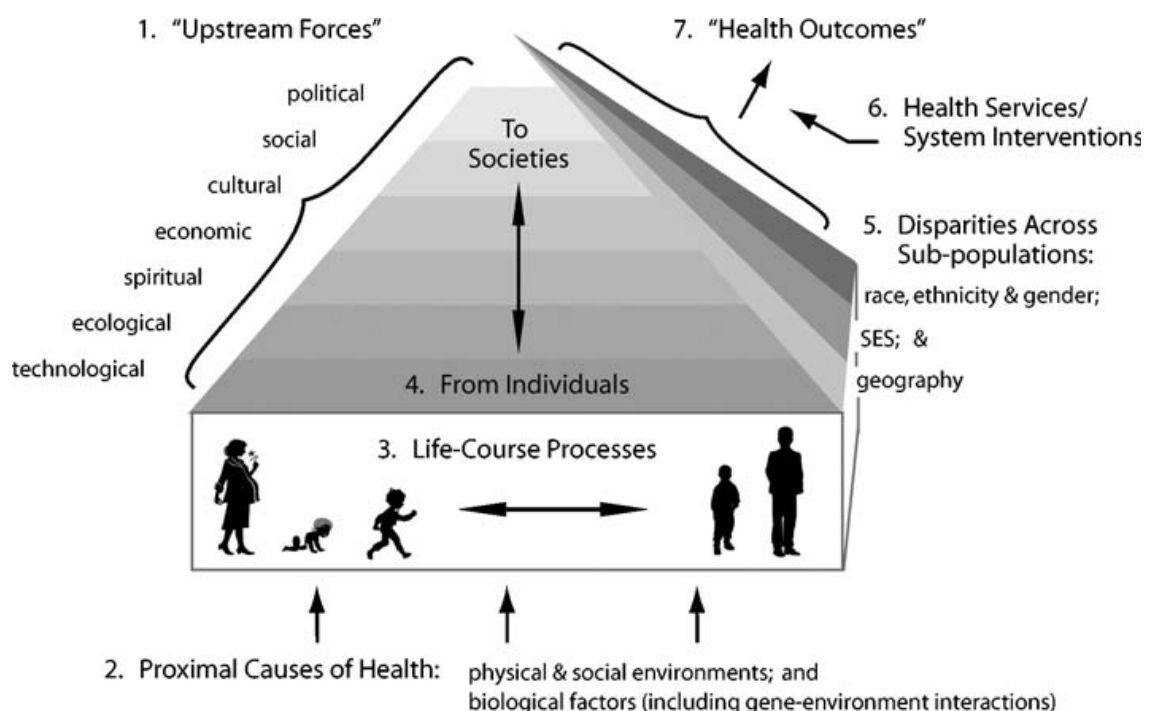 1. “Upstream Forces”
political
social
cultural
economic
spiritual
ecological
technological
7. “Health Outcomes”
6. Health Services/
System Interventions
To
Societies
5. Disparities Across
Sub-populations:
race, ethnicity & gender;
SES; &
geography
4. From Individuals
3. Life-Course Processes
2. Proximal Causes of Health:
physical & social environments; and
biological factors (including gene-environment interactions)